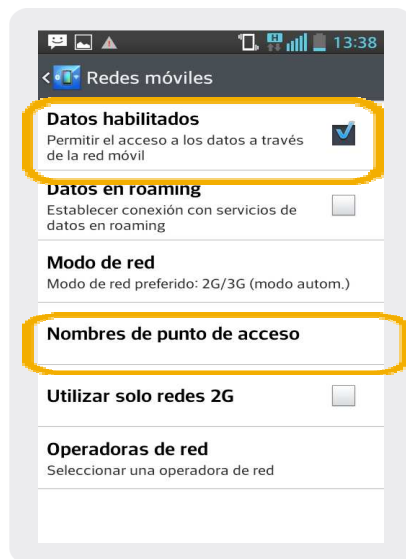 H 13:38
Redes móviles
Datos habilitados
Permitir el acceso a los datos a través
de la red móvil
Datos en roaming
Establecer conexión con servicios de
datos en roaming
Modo de red
Modo de red preferido: 2G/3G (modo autom.)
Nombres de punto de acceso
Utilizar solo redes 2G
Operadoras de red
Seleccionar una operadora de red